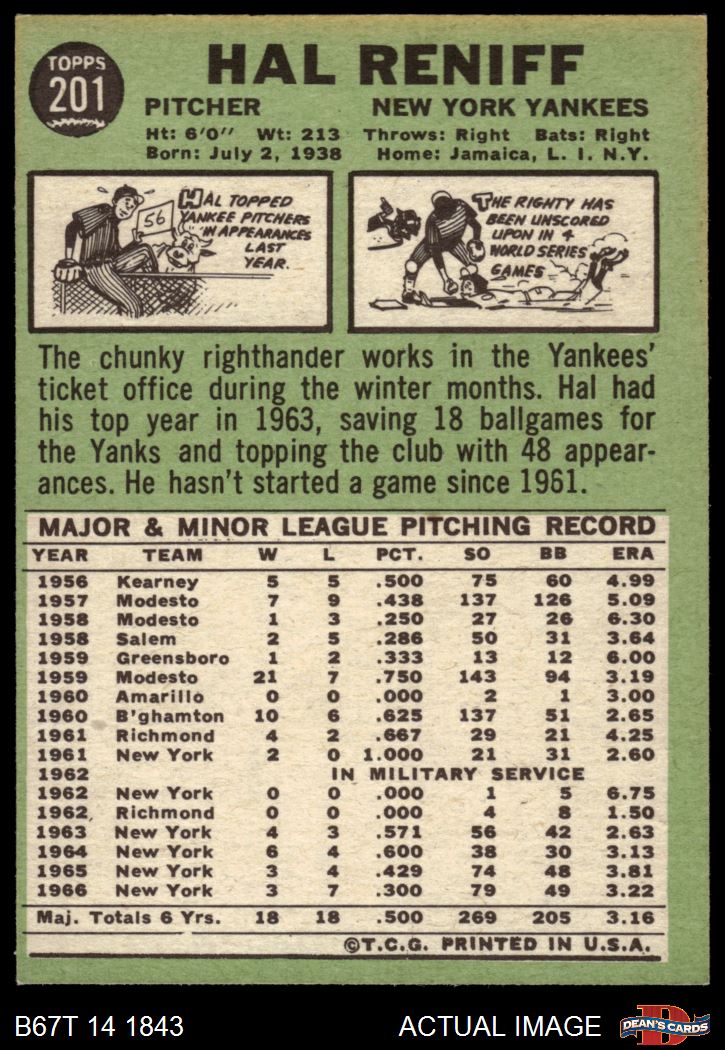 TOPPS
201
HAL RENIFF
PITCHER NEW YORK YANKEES
Ht: 6'0" Wt: 213 Throws: Right Bats: Right
Born: July 2, 1938 Home: Jamaica, L. I. N.Y.
56
HAL TOPPED
YANKEE PITCHERS
IN APPEARANCES
LAST
YEAR.
THE RIGHTY HAS
BEEN UNSCORED
UPON IN 4
WORLD SERIES
GAMES
The chunky righthander works in the Yankees'
ticket office during the winter months. Hal had
his top year in 1963, saving 18 ballgames for
the Yanks and topping the club with 48 appear-
ances. He hasn't started a game since 1961.
MAJOR & MINOR LEAGUE PITCHING RECORD
YEAR TEAM W L PCT. SO BB ERA
1956 Kearney 5 5 .500 75 60 4.99
1957 Modesto 7 9 .438 137 126 5.09
1958 Modesto 1 3 .250 27 26 6.30
1958 Salem 2 5 .286 50 31 3.64
1959 Greensboro 1 2 .333 13 12 6.00
1959 Modesto 21 7 .750 143 94 3.19
1960 Amarillo 0 0 .000 2 1 3.00
1960 B'ghamton 10 6 .625 137 51 2.65
1961 Richmond 4 2 .667 29 21 4.25
1961 New York 2 0 1.000 21 31 2.60
1962 IN MILITARY SERVICE
1962 New York 0 0 .000 1 5 6.75
1962 Richmond 0 0 .000 4 8 1.50
1963 New York 4 3 .571 56 42 2.63
1964 New York 6 4 .600 38 30 3.13
1965 New York 3 4 .429 74 48 3.81
1966 New York 3 7 .300 79 49 3.22
Maj. Totals 6 Yrs. 18 18 .500 269 205 3.16
©T.C.G. PRINTED IN U.S.A.
B67T 14 1843 ACTUAL IMAGE DEAN'S CARDS